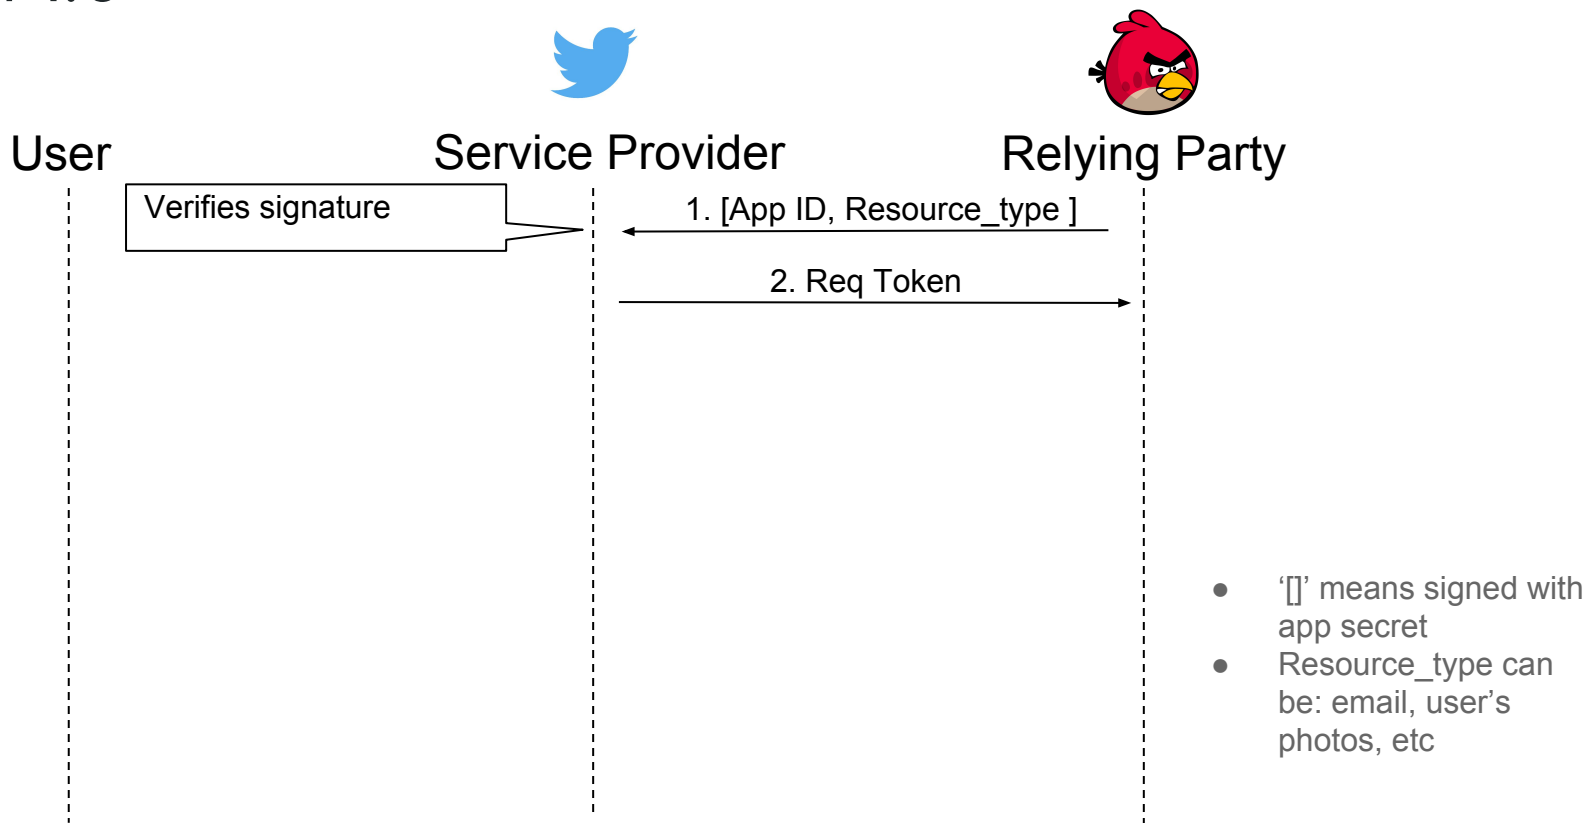 User
Service Provider
Relying Party
Verifies signature
1. [App ID, Resource_type ]
2. Req Token
● ‘[]’ means signed with
app secret
● Resource_type can
be: email, user’s
photos, etc